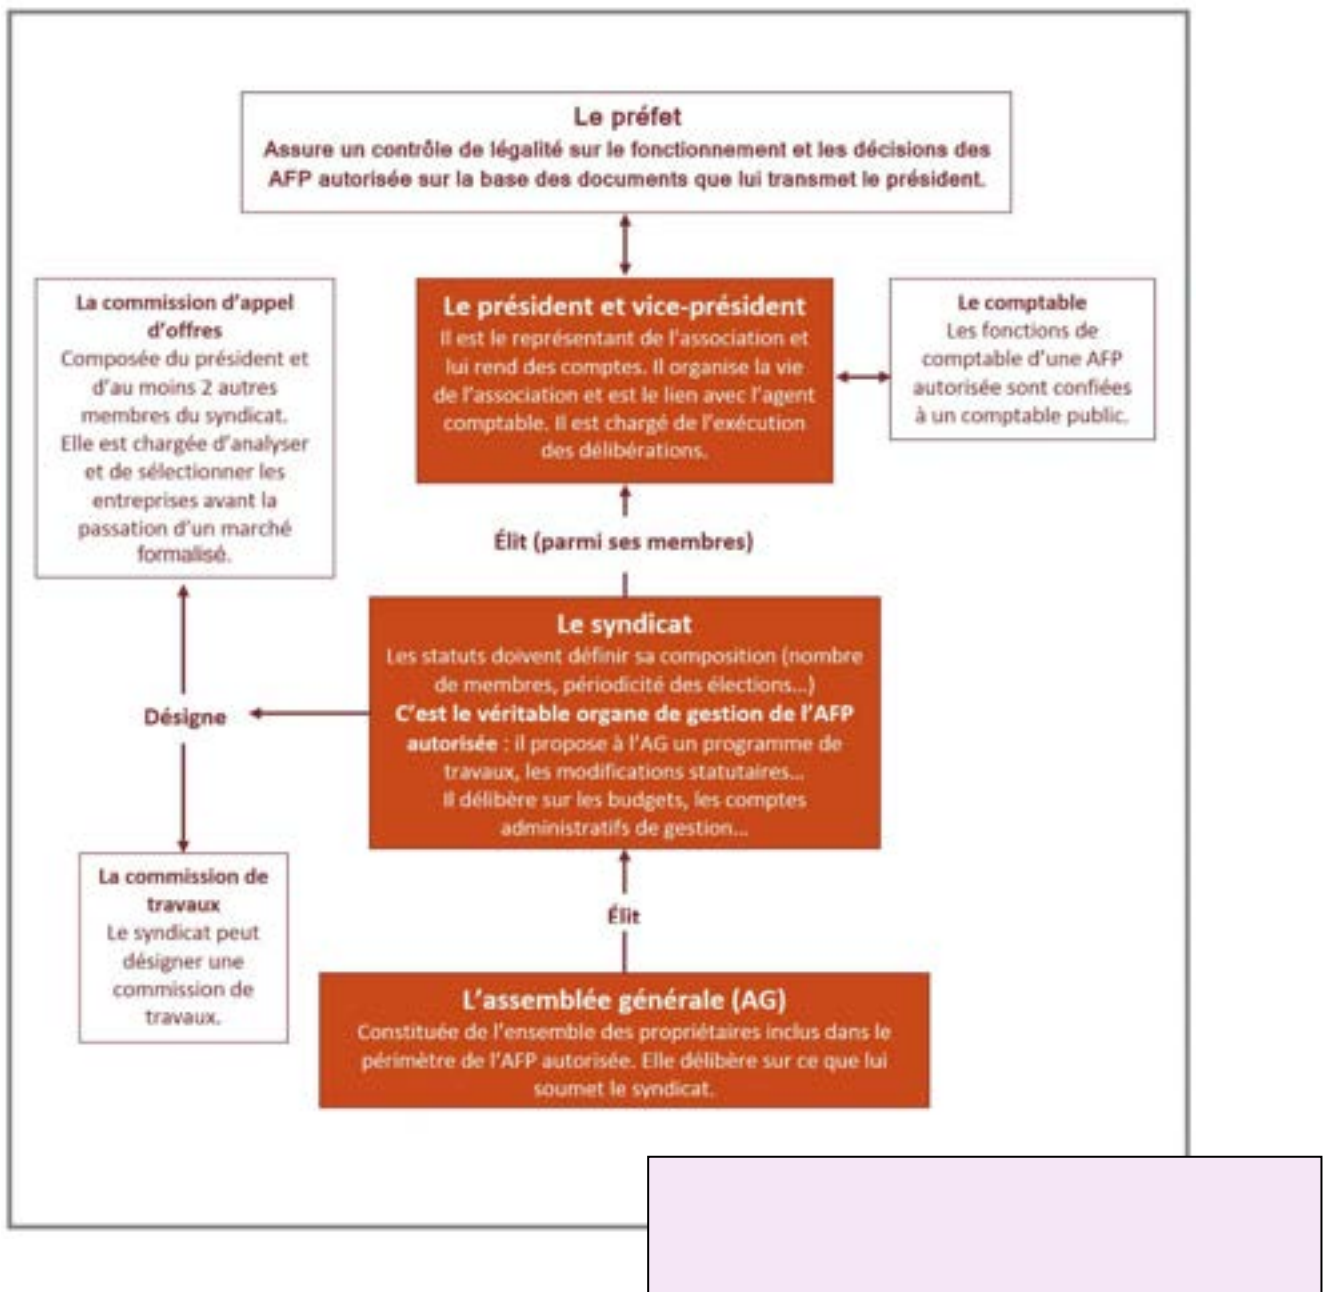 Le préfet
Assure un contrôle de légalité sur le fonctionnement et les décisions des
AFP autorisée sur la base des documents que lui transmet le président.
La commission d'appel
d'offres
Composée du président et
d'au moins 2 autres
membres du syndicat.
Elle est chargée d'analyser
et de sélectionner les
entreprises avant la
passation d'un marché
formalisé.
Le président et vice-président
Il est le représentant de l'association et
lui rend des comptes. Il organise la vie
de l'association et est le lien avec l'agent
comptable. Il est chargé de l'exécution
des délibérations.
Le comptable
Les fonctions de
comptable d'une AFP
autorisée sont confiées
à un comptable public.
Élit (parmi ses membres)
Le syndicat
Les statuts doivent définir sa composition (nombre
de membres, périodicité des élections...)
C'est le véritable organe de gestion de l'AFP
autorisée : il propose à l'AG un programme de
travaux, les modifications statutaires...
Il délibère sur les budgets, les comptes
administratifs de gestion...
Désigne
La commission de
travaux
Le syndicat peut
désigner une
commission de
travaux.
Élit
L'assemblée générale (AG)
Constituée de l'ensemble des propriétaires inclus dans le
périmètre de l'AFP autorisée. Elle délibère sur ce que lui
soumet le syndicat.